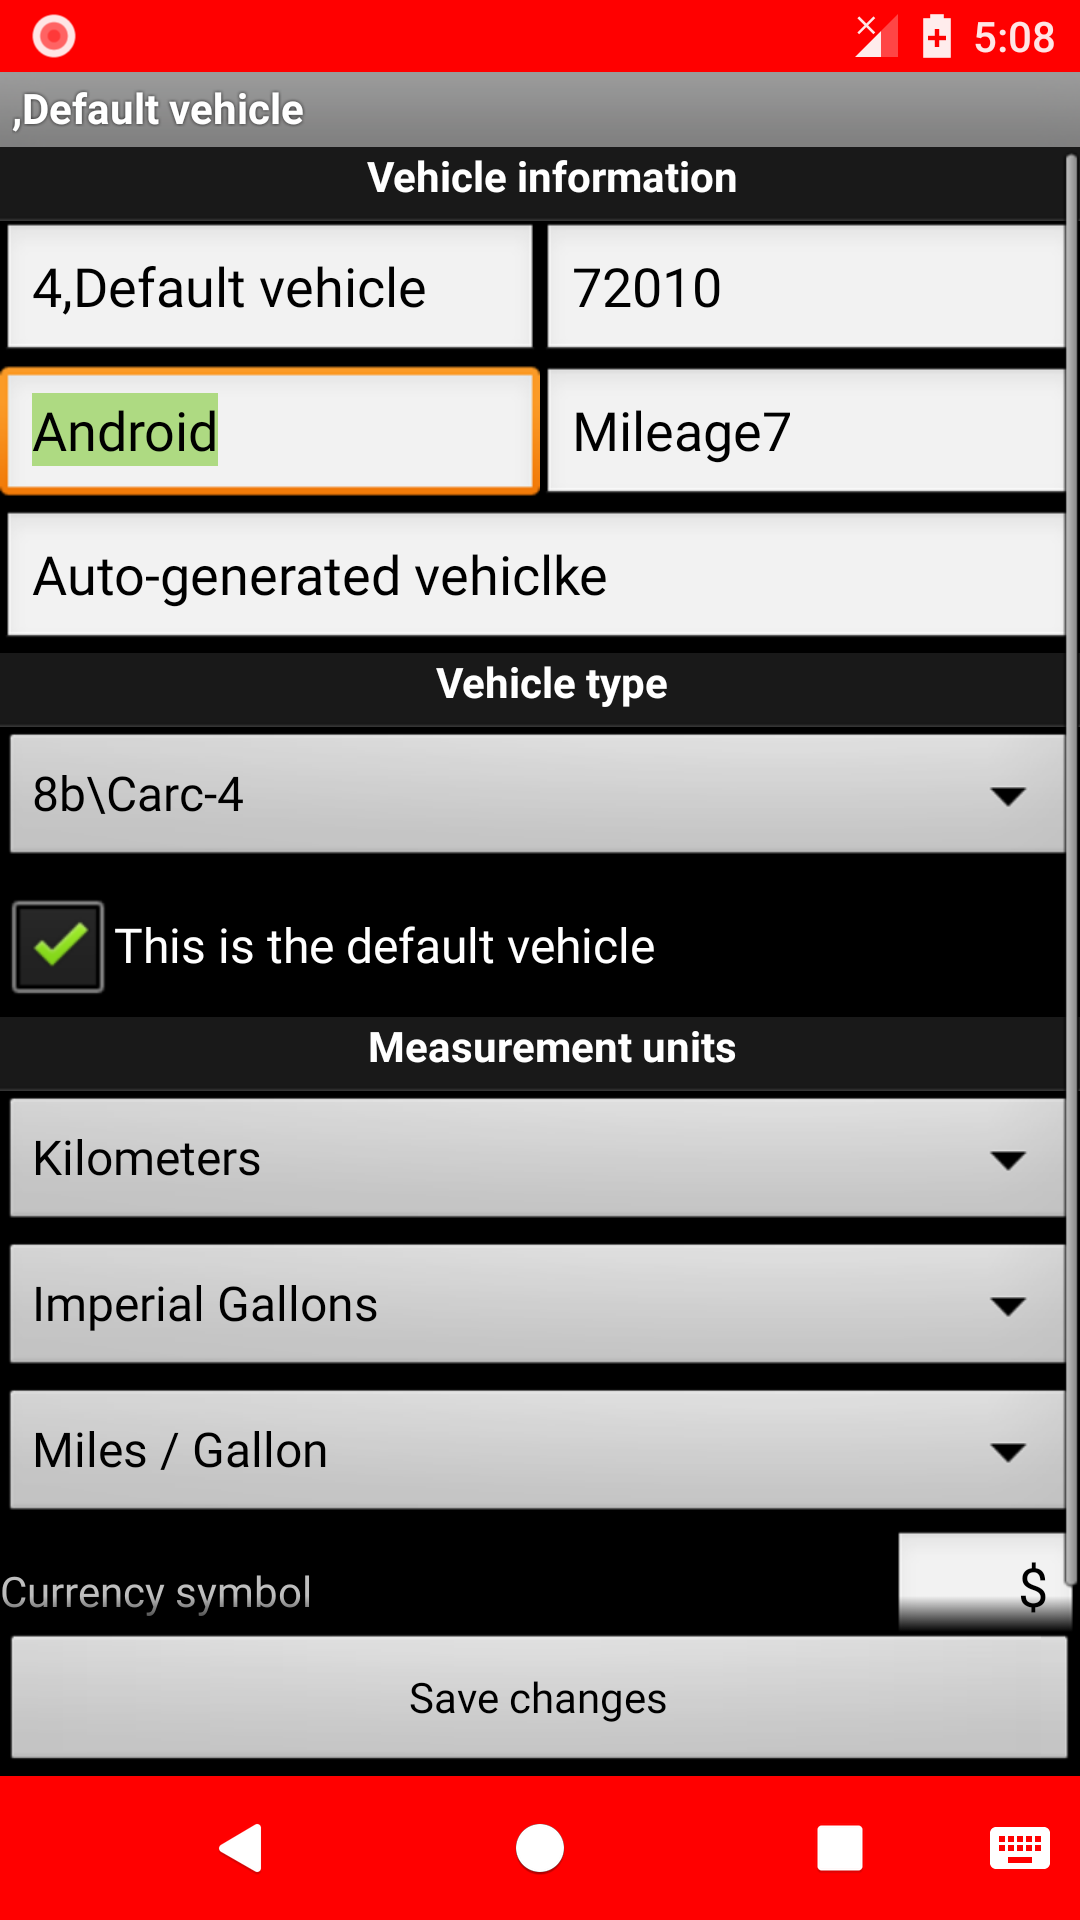 5:08
,Default vehicle
Vehicle information
4,Default vehicle
72010
Android
Mileage7
Auto-generated vehiclke
Vehicle type
8b\Carc-4
This is the default vehicle
Measurement units
Kilometers
Imperial Gallons
Miles / Gallon
Currency symbol
$
Save changes